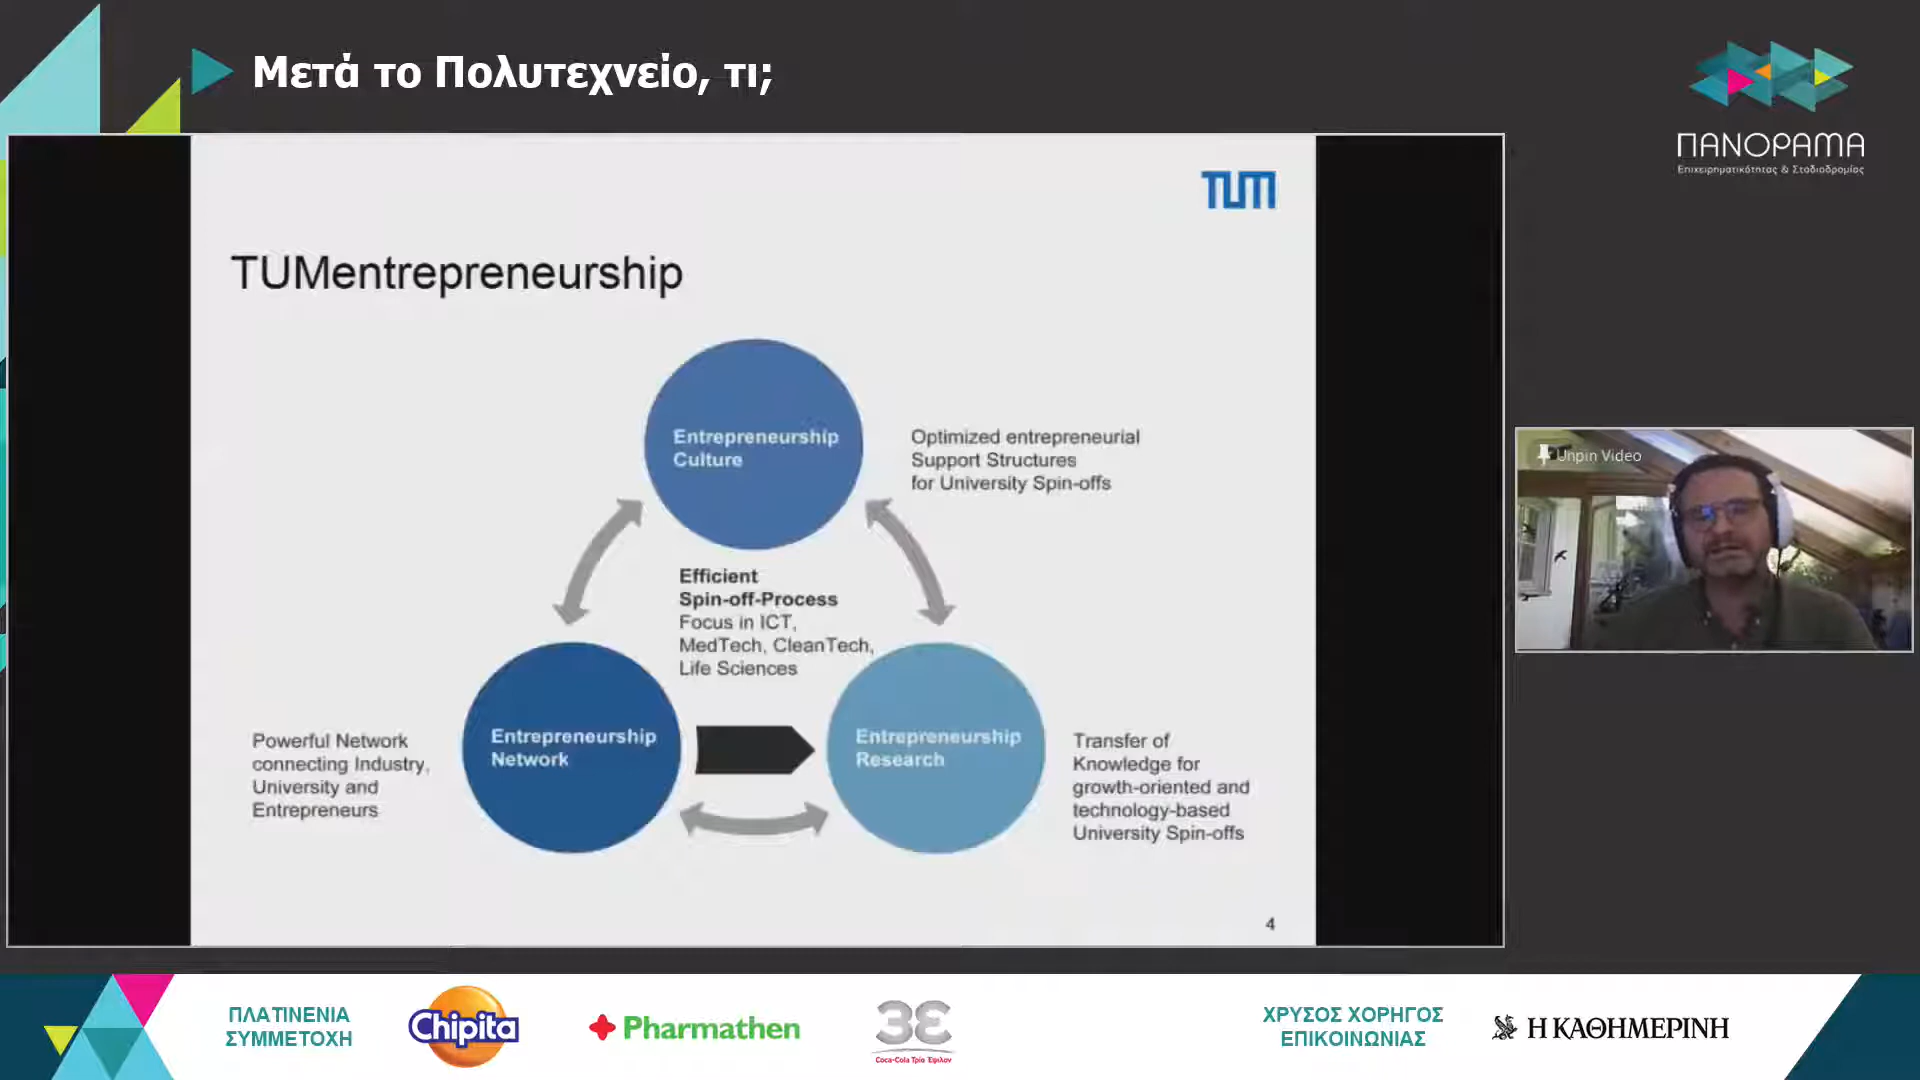 Μετά το Πολυτεχνείο, τι;
ΠΑΝΟΡΑΜΑ
Επιχειρηματικότητας & Σταδιοδρομίας
TUM
TUMentrepreneurship
Entrepreneurship
Culture
Optimized entrepreneurial
Support Structures
for University Spin-offs
Efficient
Spin-off-Process
Focus in ICT,
MedTech, CleanTech,
Life Sciences
Powerful Network
connecting Industry,
University and
Entrepreneurs
Entrepreneurship
Network
Entrepreneurship
Research
Transfer of
Knowledge for
growth-oriented and
technology-based
University Spin-offs
4
Unpin Video
ΠΛΑΤΙΝΕΝΙΑ
ΣΥΜΜΕΤΟΧΗ
Chipita
Pharmathen
3Ε
Coca-Cola Τρία Έψιλον
ΧΡΥΣΟΣ ΧΟΡΗΓΟΣ
ΕΠΙΚΟΙΝΩΝΙΑΣ
Η ΚΑΘΗΜΕΡΙΝΗ